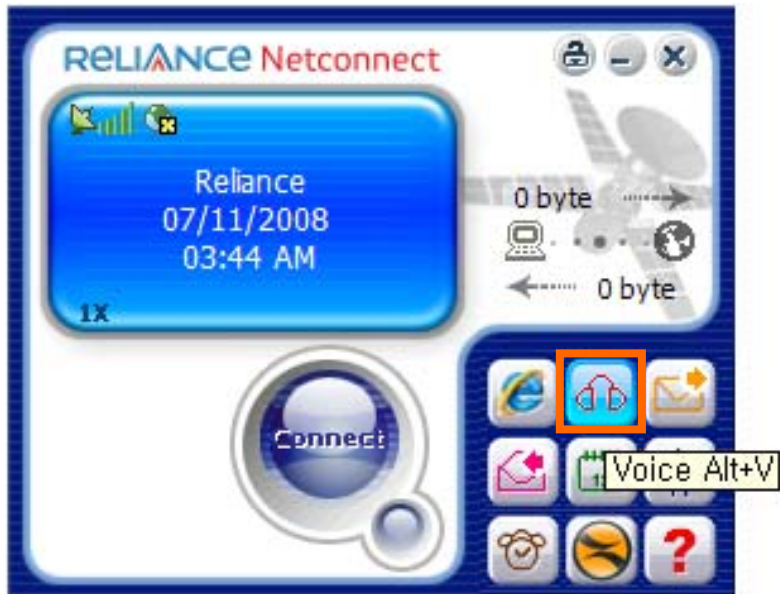 RELIANCE Netconnect
Reliance
07/11/2008
03:44 AM
1X
0 byte
0 byte
Connect
Voice Alt+V
?